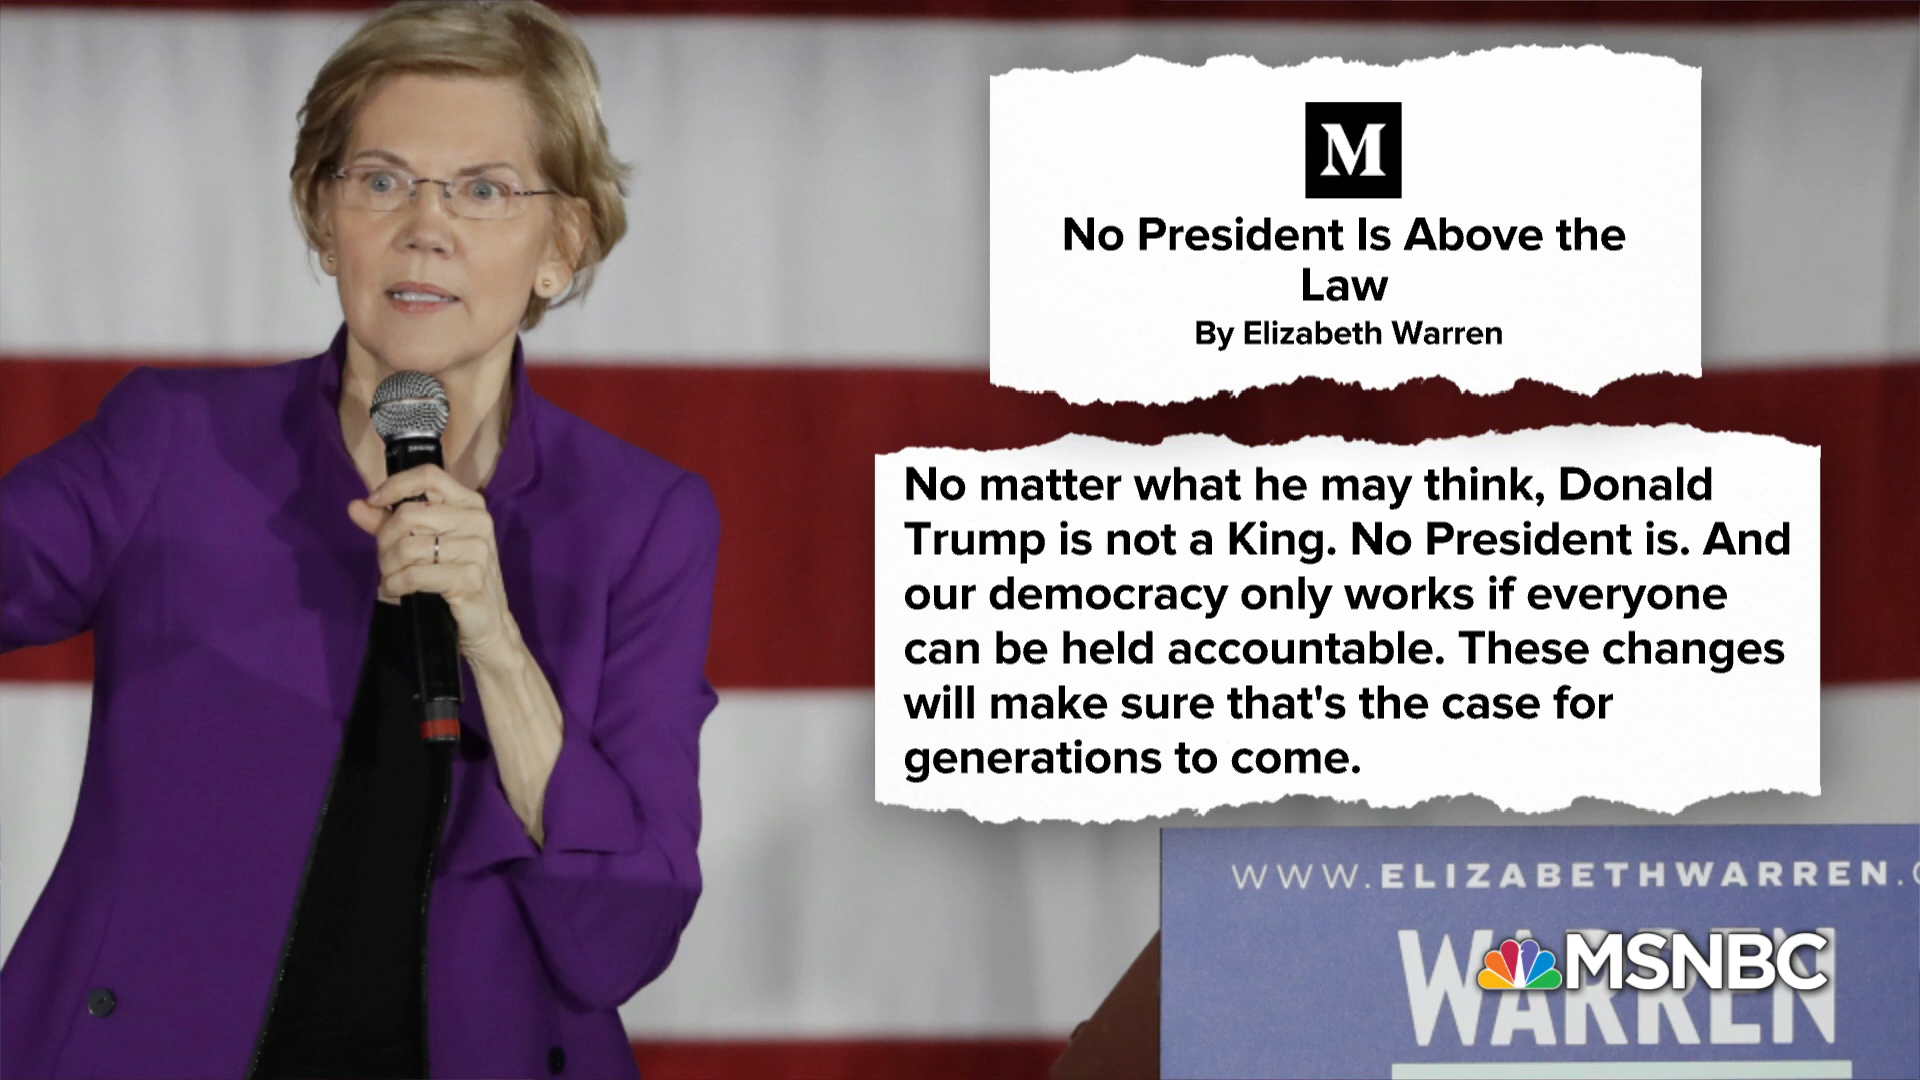 M
No President Is Above the
Law
By Elizabeth Warren
No matter what he may think, Donald
Trump is not a King. No President is. And
our democracy only works if everyone
can be held accountable. These changes
will make sure that's the case for
generations to come.
WWW.ELIZABETHWARREN.
WARREN
MSNBC